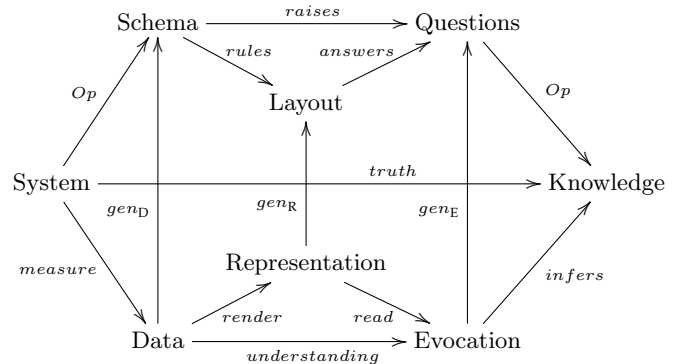 raises
Schema Questions
rules answers
Op Op
Layout
truth
System Knowledge
gen_D gen_R gen_E
measure infers
Representation
render read
Data Evocation
understanding